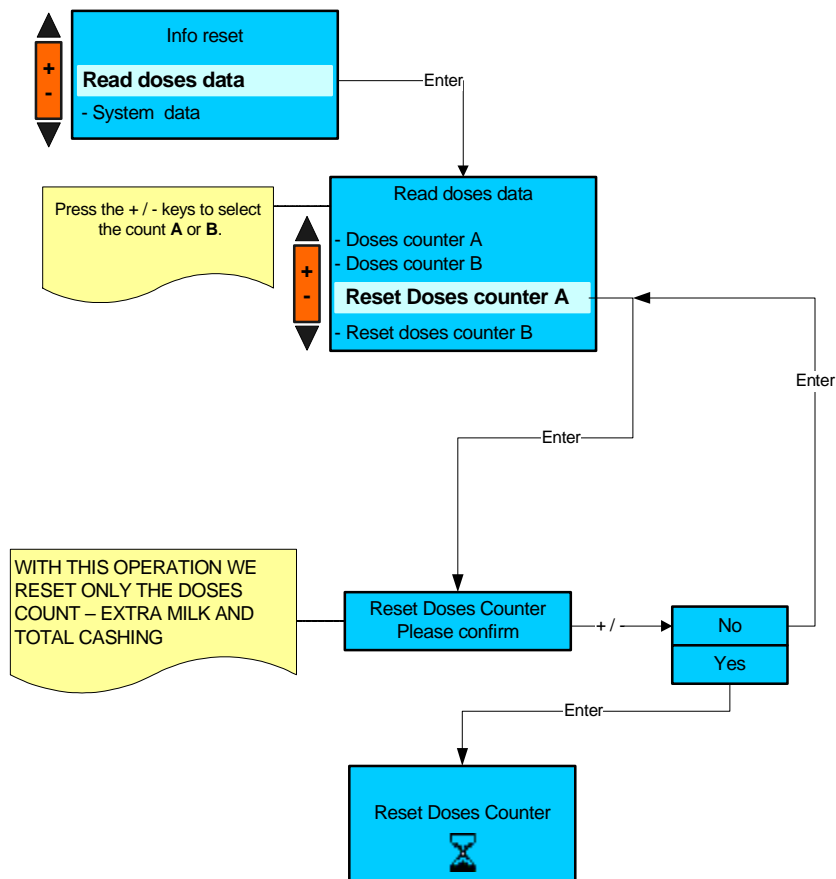 Info reset
+
-
Read doses data
- System data
Enter
Read doses data
Press the + / - keys to select
the count A or B.
- Doses counter A
- Doses counter B
+
-
Reset Doses counter A
- Reset doses counter B
Enter
Enter
WITH THIS OPERATION WE
RESET ONLY THE DOSES
COUNT – EXTRA MILK AND
TOTAL CASHING
Reset Doses Counter
Please confirm
+ / -
No
Yes
Enter
Reset Doses Counter